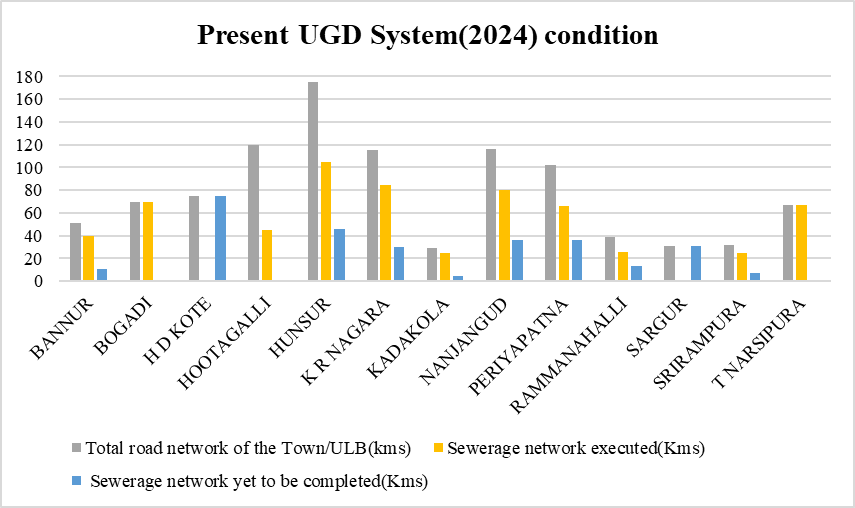 Present UGD System(2024) condition
180
160
140
120
100
80
60
40
20
0
BANNUR
BOGADI
H D KOTE
HOOTAGALLI
HUNSUR
K R NAGARA
KADAKOLA
NANJANGUD
PERIYAPATNA
RAMMANAHALLI
SARGUR
SRIRAMPURA
T NARSIPURA
Total road network of the Town/ULB(kms)
Sewerage network executed(Kms)
Sewerage network yet to be completed(Kms)